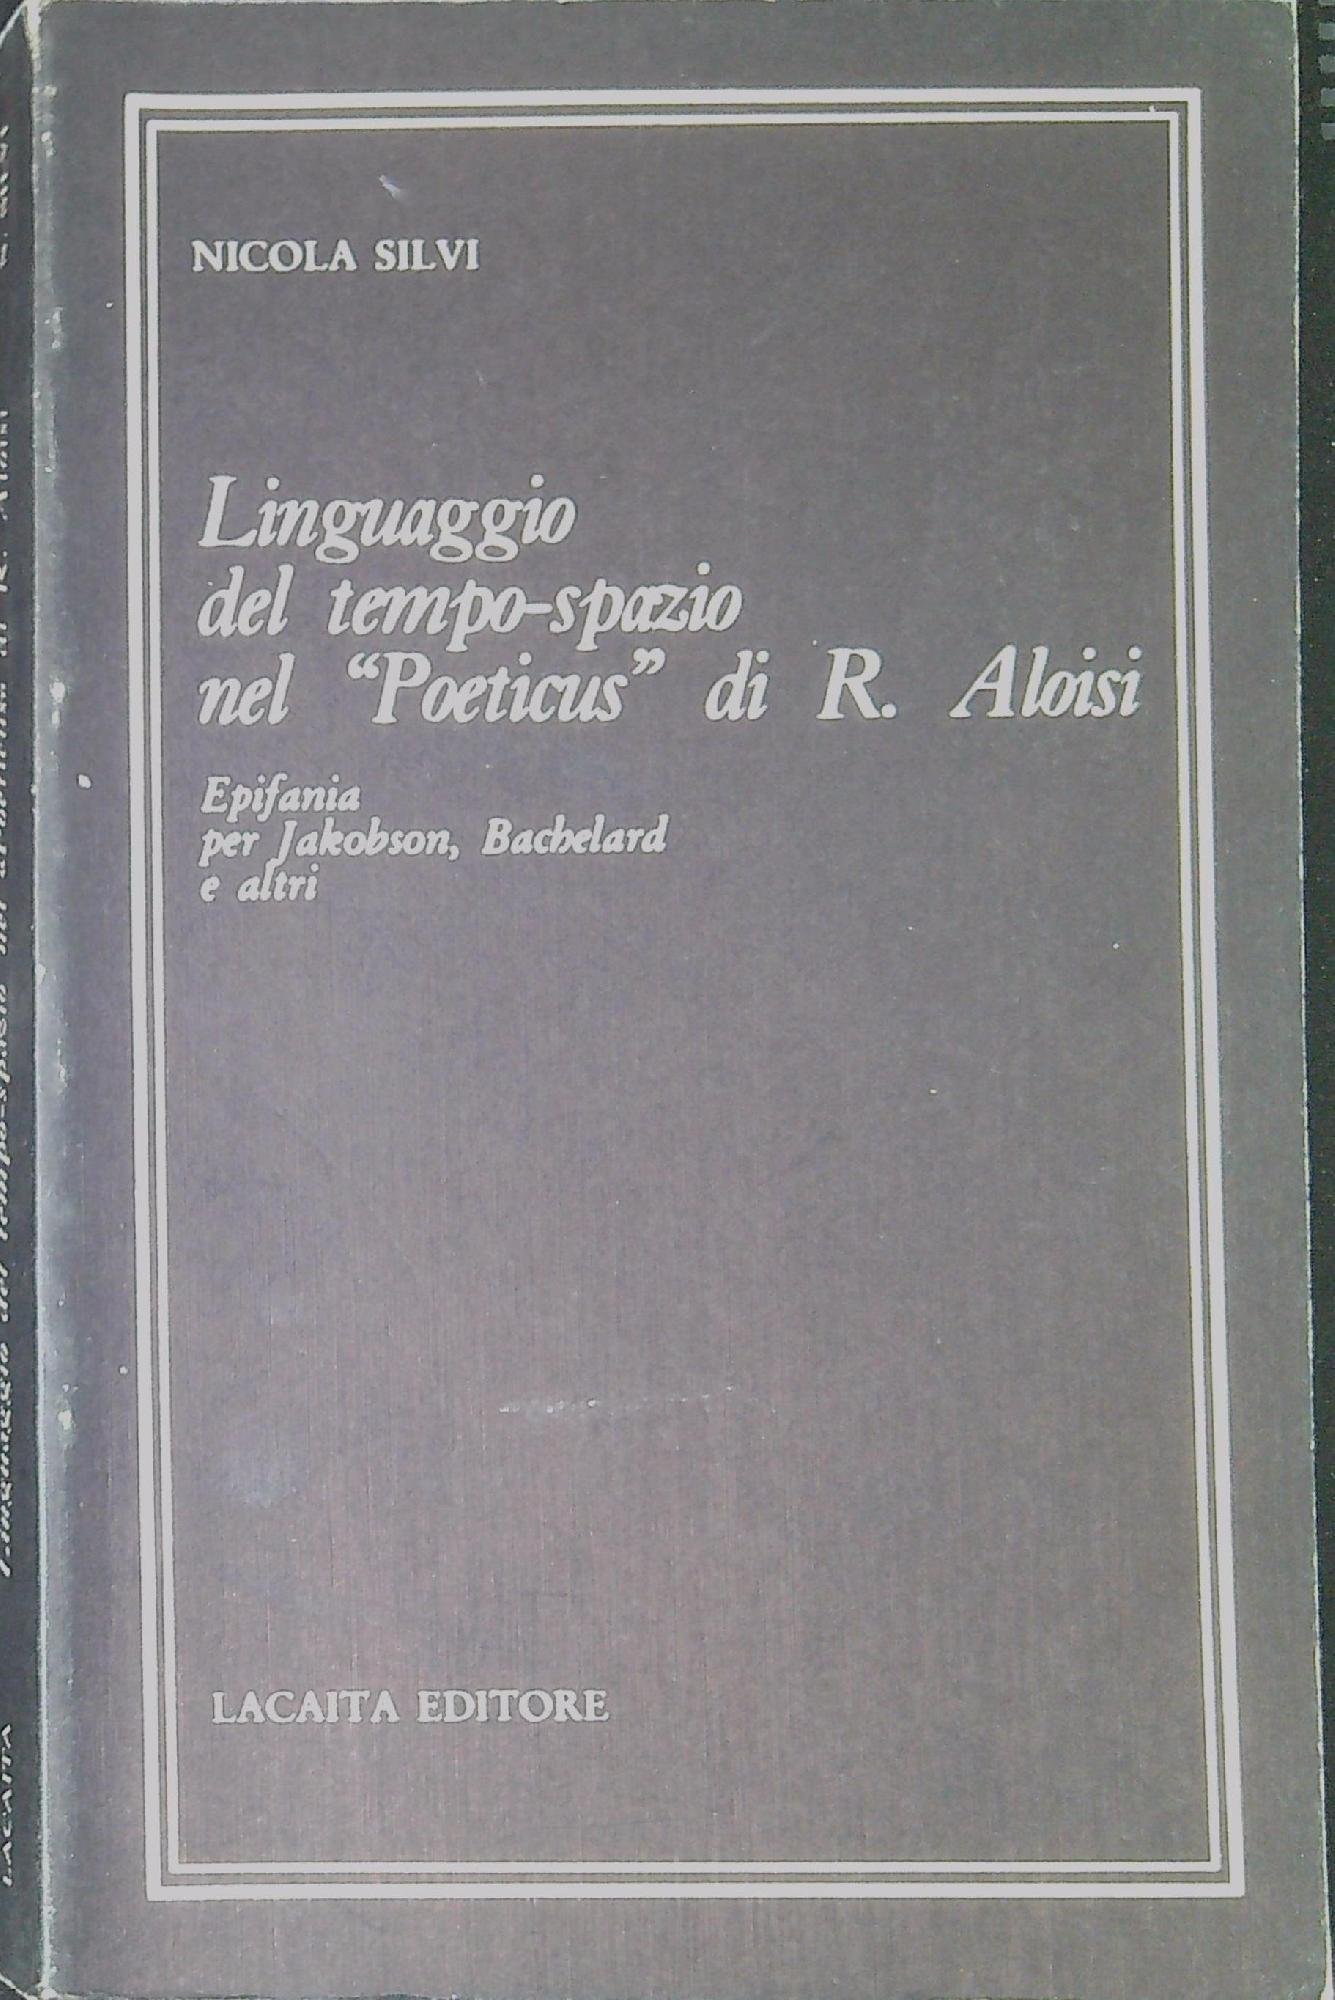 NICOLA SILVI
Linguaggio
del tempo-spazio
nel “Poeticus” di R. Aloisi
Epifania
per Jakobson, Bachelard
e altri
LACAITA EDITORE